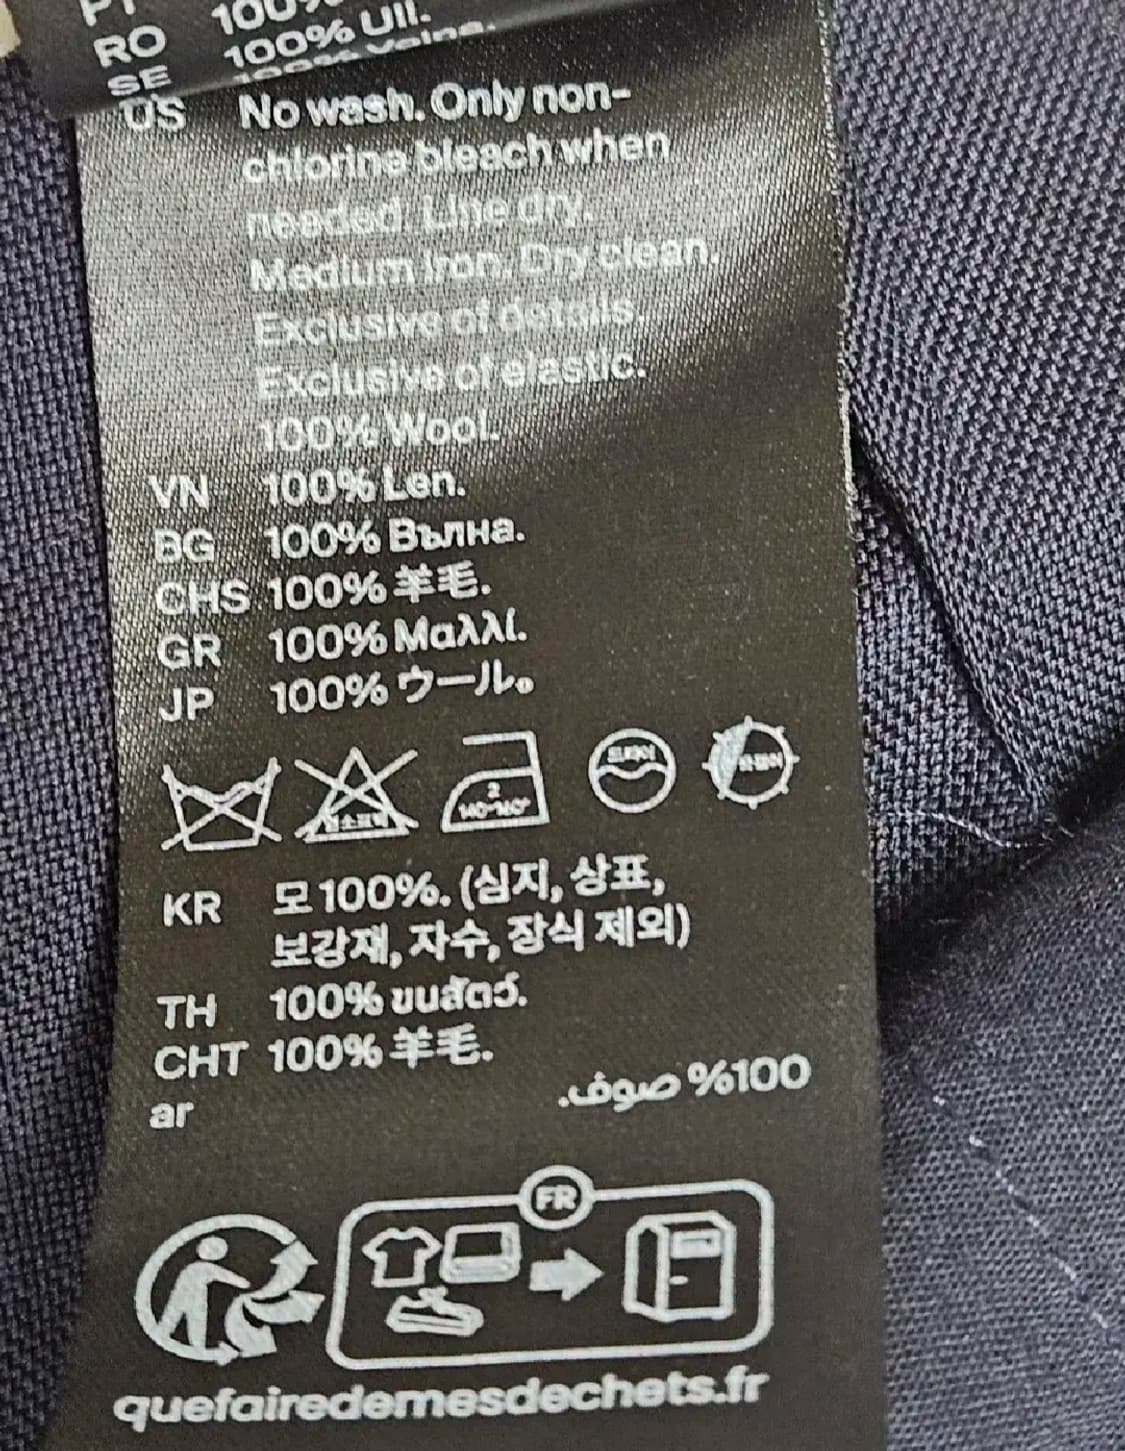 PT 100%
RO 100% Ull.
SE
US No wash. Only non-
chlorine bleach when
needed. Line dry.
Medium iron. Dry clean.
Exclusive of details.
Exclusive of elastic.
100% Wool.
VN 100% Len.
BG 100% Вълна.
CHS 100% 羊毛.
GR 100% Μαλλί.
JP 100% ウール。
2
KR 모 100%. (심지, 상표,
보강재, 자수, 장식 제외)
TH 100% ขนสัตว์.
CHT 100% 羊毛.
ar 100% صوف.
FR
quefairedemesdechets.fr